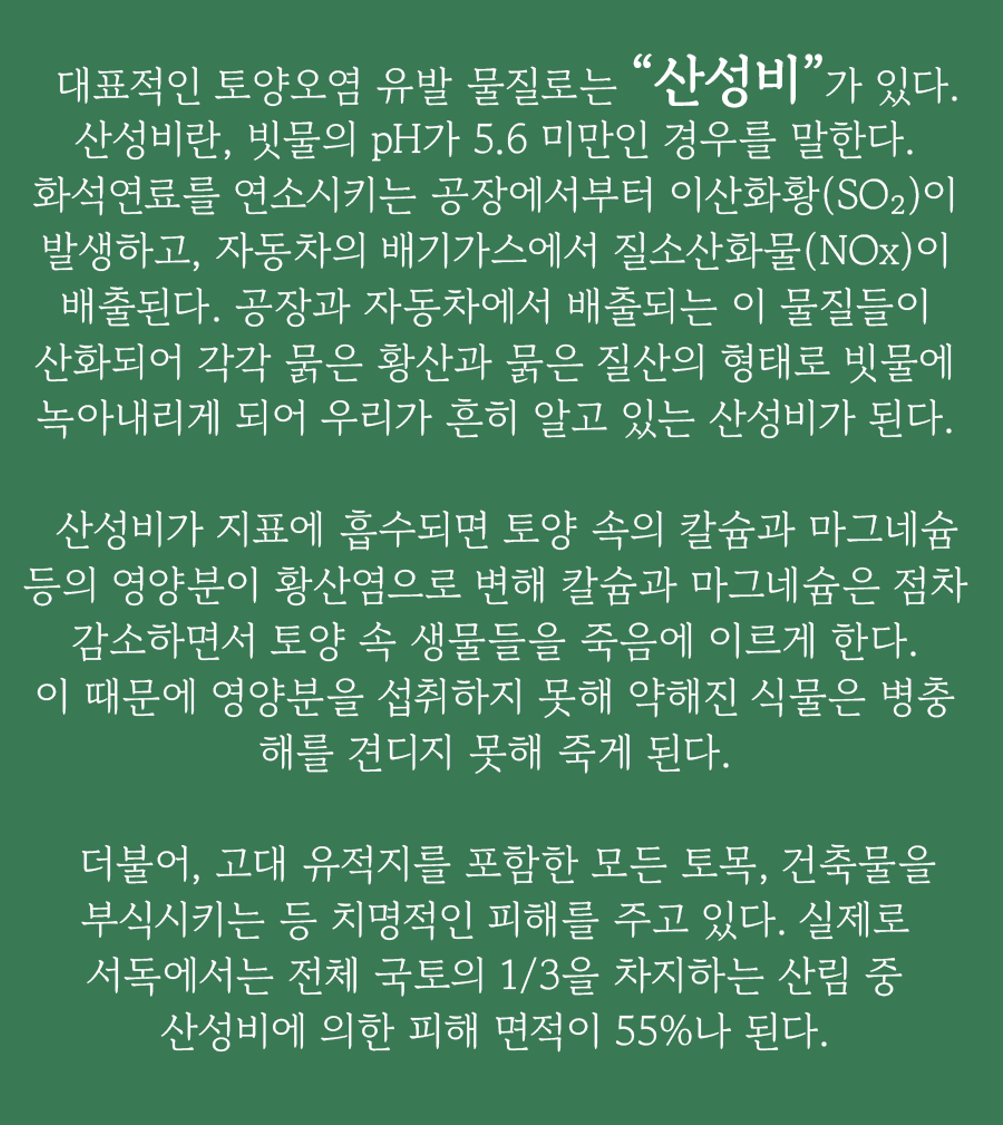 대표적인 토양오염 유발 물질로는 “산성비”가 있다.
산성비란, 빗물의 pH가 5.6 미만인 경우를 말한다.
화석연료를 연소시키는 공장에서부터 이산화황(SO₂)이
발생하고, 자동차의 배기가스에서 질소산화물(NOx)이
배출된다. 공장과 자동차에서 배출되는 이 물질들이
산화되어 각각 묽은 황산과 묽은 질산의 형태로 빗물에
녹아내리게 되어 우리가 흔히 알고 있는 산성비가 된다.
산성비가 지표에 흡수되면 토양 속의 칼슘과 마그네슘
등의 영양분이 황산염으로 변해 칼슘과 마그네슘은 점차
감소하면서 토양 속 생물들을 죽음에 이르게 한다.
이 때문에 영양분을 섭취하지 못해 약해진 식물은 병충
해를 견디지 못해 죽게 된다.
더불어, 고대 유적지를 포함한 모든 토목, 건축물을
부식시키는 등 치명적인 피해를 주고 있다. 실제로
서독에서는 전체 국토의 1/3을 차지하는 산림 중
산성비에 의한 피해 면적이 55%나 된다.